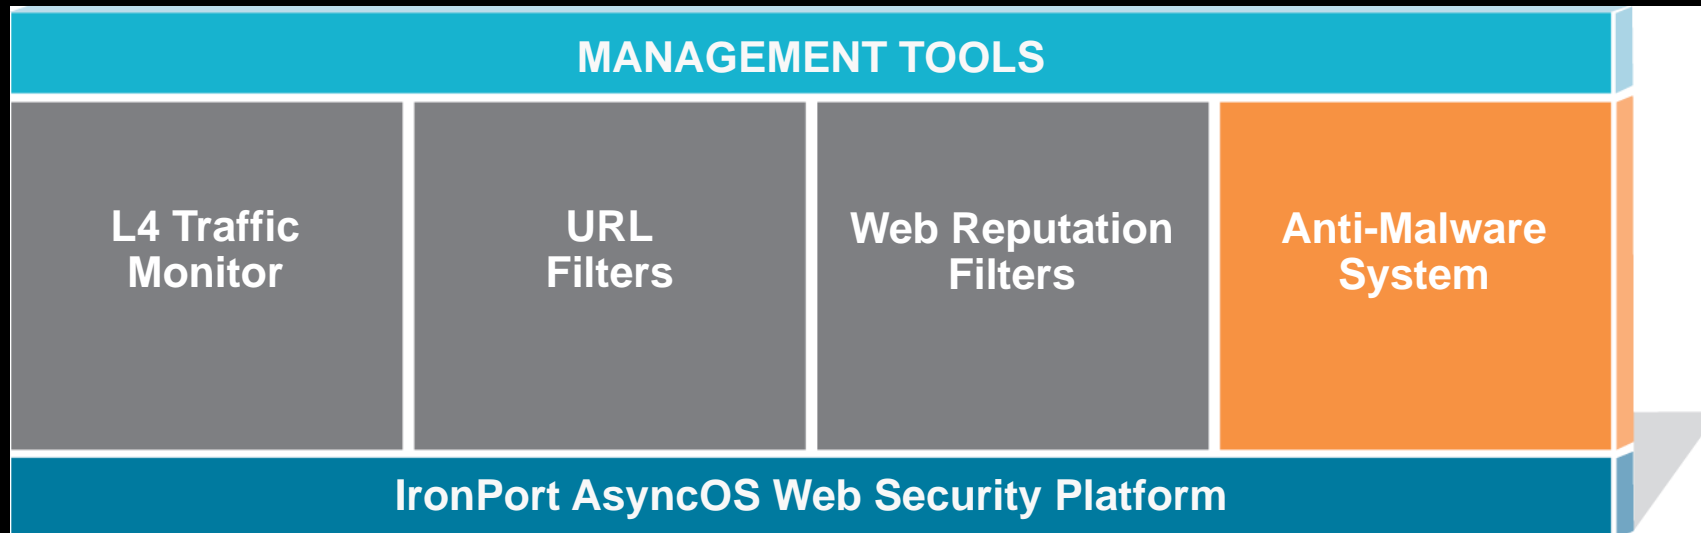 MANAGEMENT TOOLS
L4 Traffic
Monitor
URL
Filters
Web Reputation
Filters
Anti-Malware
System
IronPort AsyncOS Web Security Platform